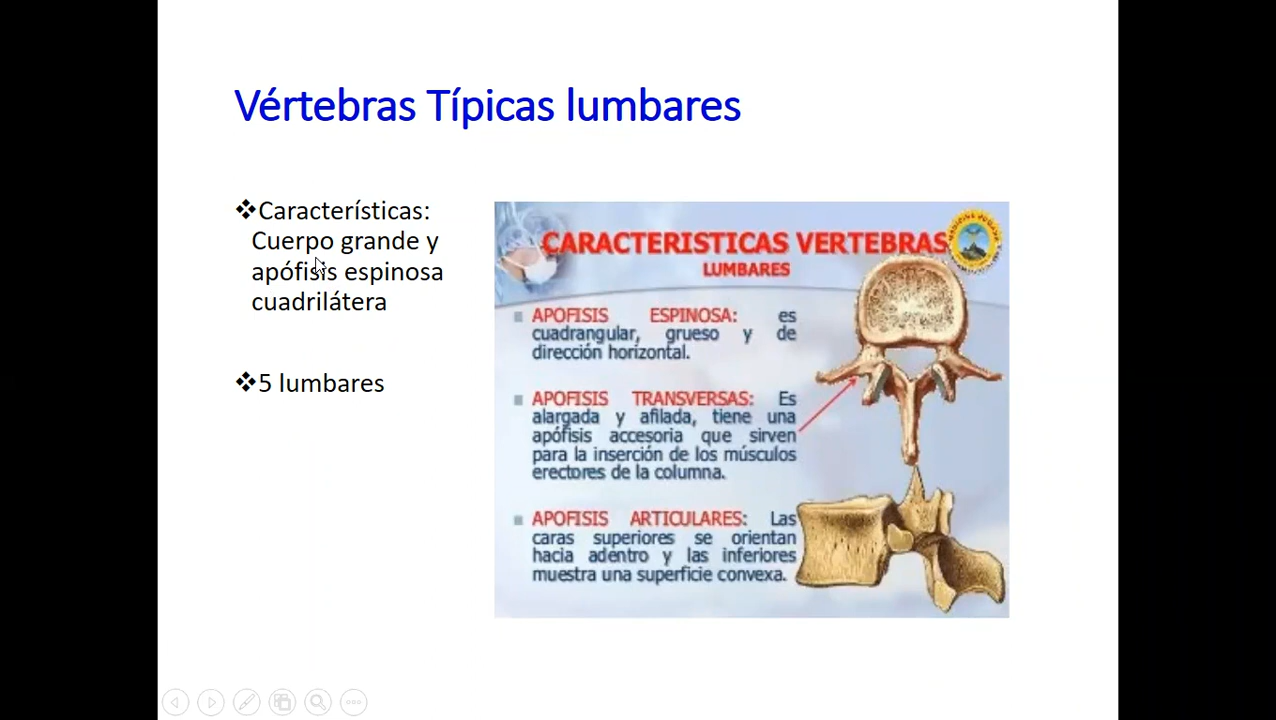 Vértebras Típicas lumbares
❖Características:
Cuerpo grande y
apófisis espinosa
cuadrilátera
❖5 lumbares
CARACTERISTICAS VERTEBRAS
LUMBARES
APOFISIS ESPINOSA: es
cuadrangular, grueso y de
dirección horizontal.
APOFISIS TRANSVERSAS: Es
alargada y afilada, tiene una
apófisis accesoria que sirven
para la inserción de los músculos
erectores de la columna.
APOFISIS ARTICULARES: Las
caras superiores se orientan
hacia adentro y las inferiores
muestra una superficie convexa.